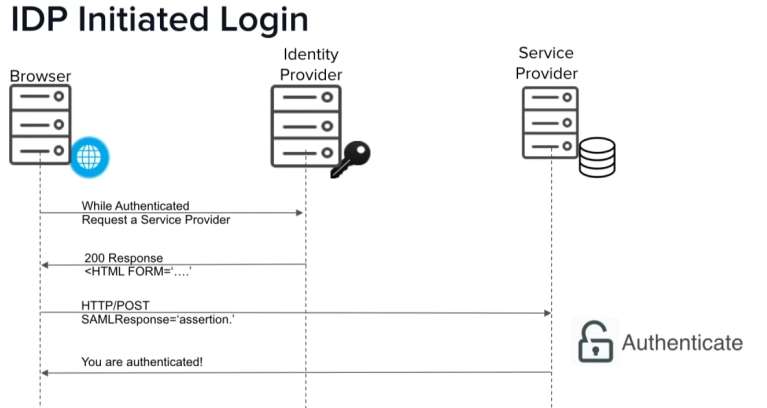 IDP Initiated Login
Browser
Identity
Provider
Service
Provider
While Authenticated
Request a Service Provider
200 Response
<HTML FORM=‘....’
HTTP/POST
SAMLResponse=‘assertion.’
Authenticate
You are authenticated!